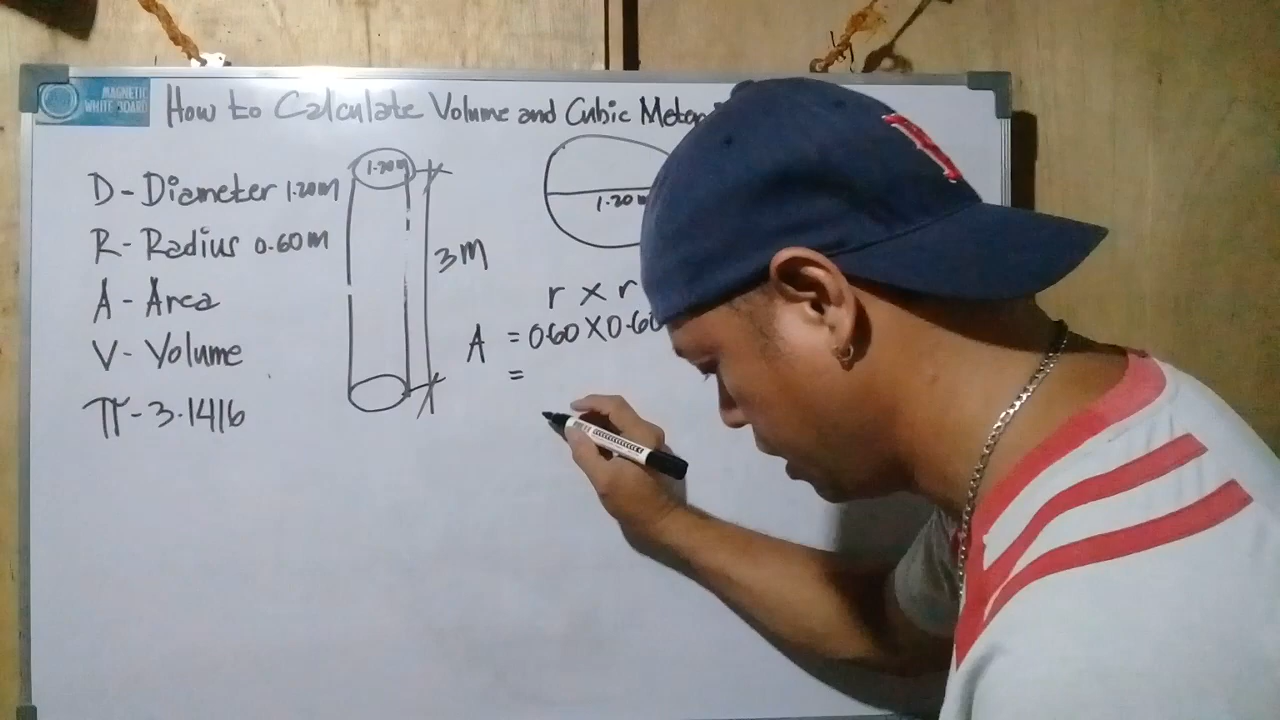 MAGNETIC
WHITE BOARD
How to Calculate Volume and Cubic
D - Diameter 1.20m
R - Radius 0.60m
A - Area
V - Volume
π - 3.1416
1.20m
3m
1.20m
r x r
A = 0.60 x 0.60
=